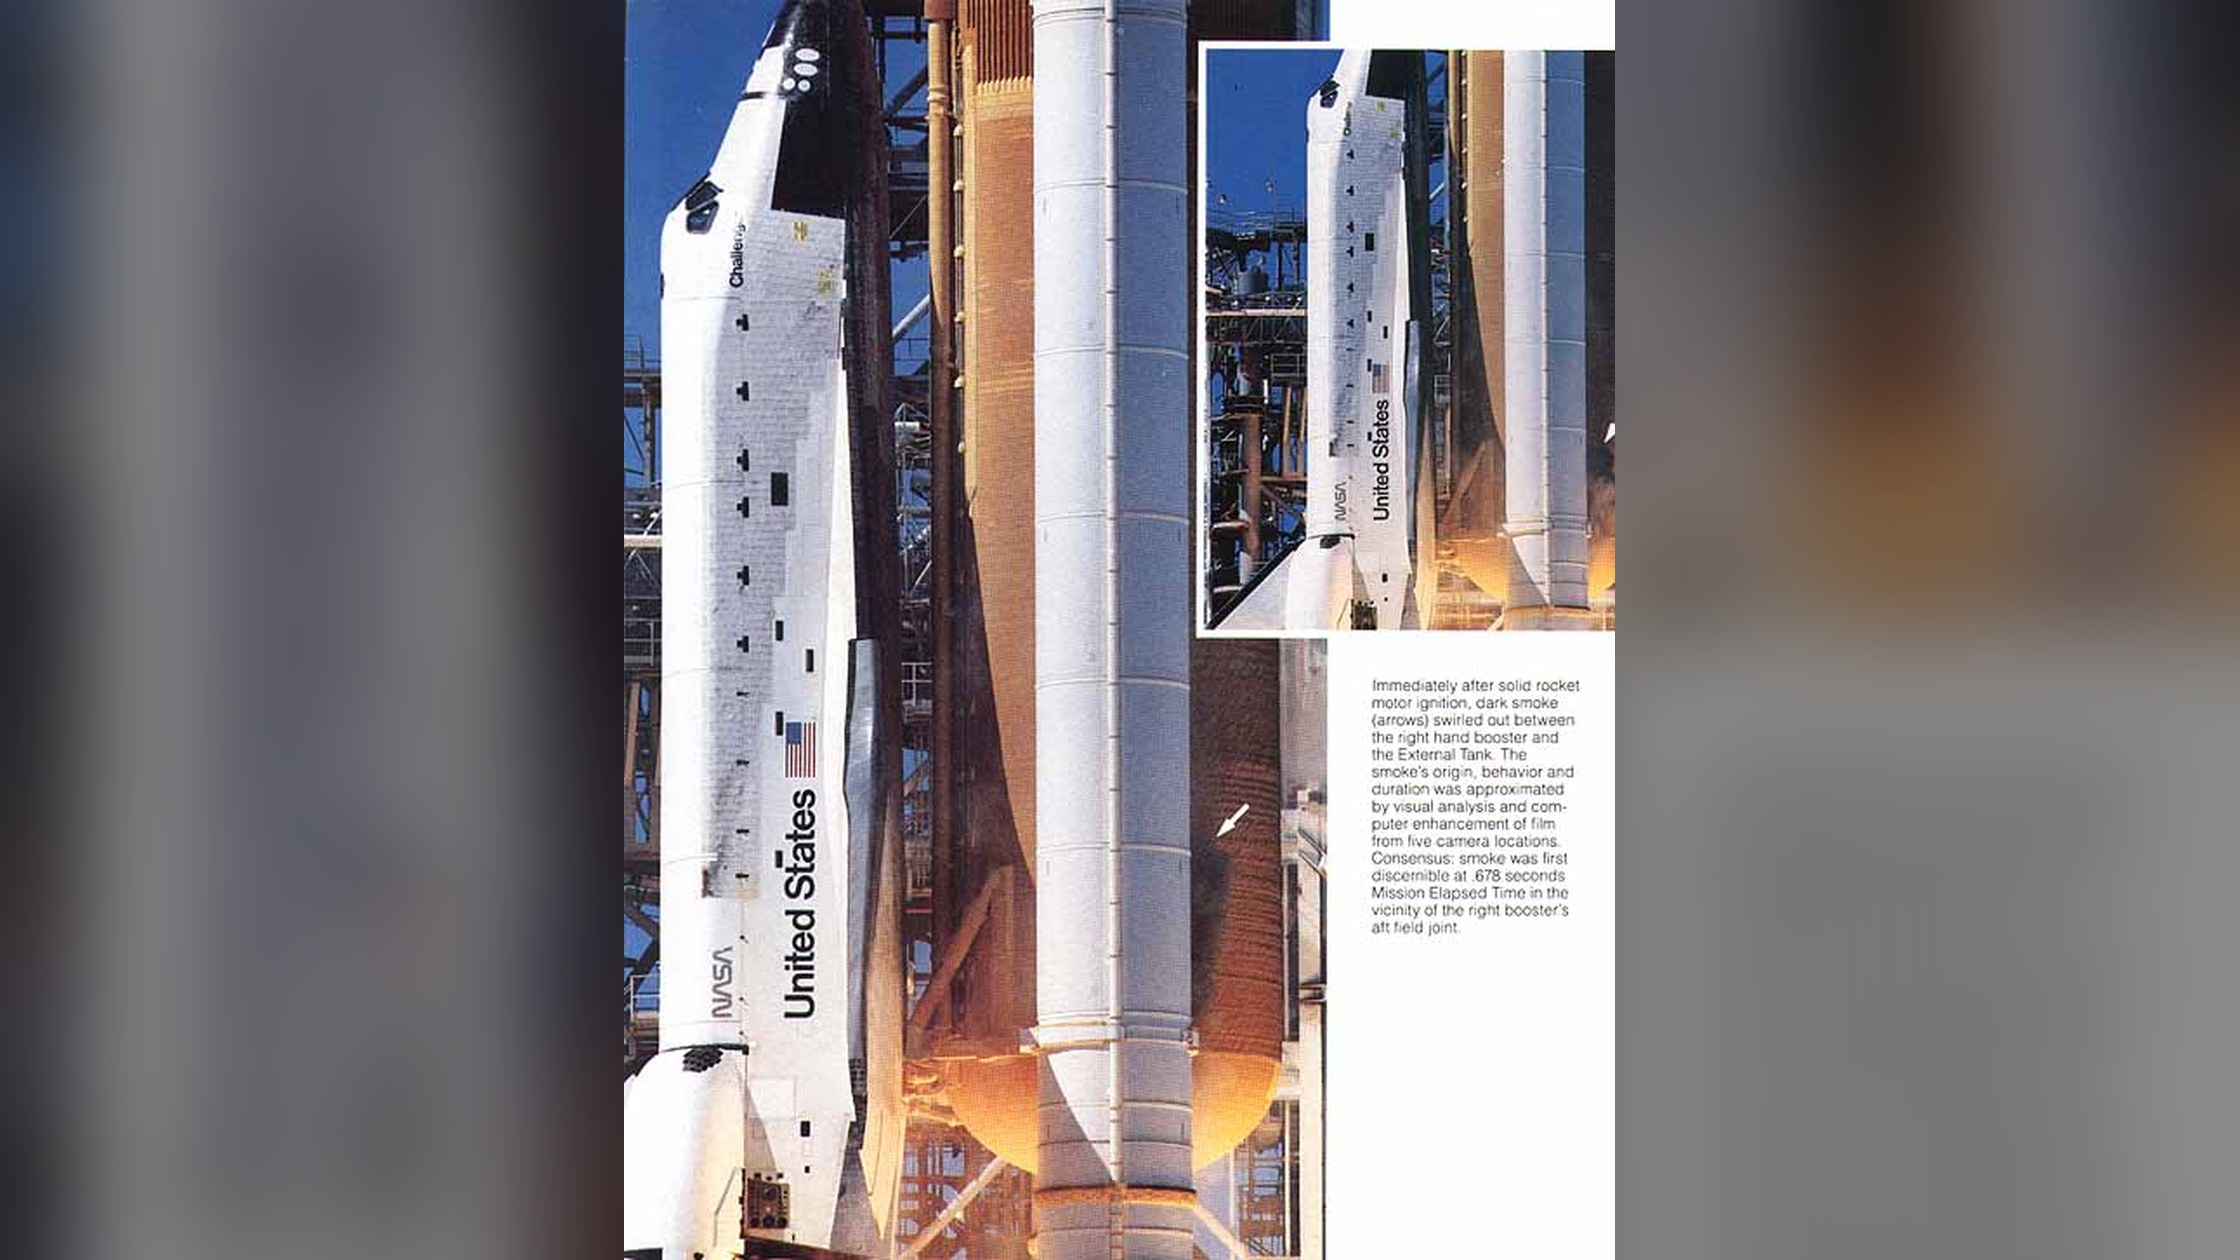 Challenger
NASA
United States
NASA
United States
Immediately after solid rocket
motor ignition, dark smoke
(arrows) swirled out between
the right hand booster and
the External Tank. The
smoke's origin, behavior and
duration was approximated
by visual analysis and com-
puter enhancement of film
from five camera locations.
Consensus: smoke was first
discernible at .678 seconds
Mission Elapsed Time in the
vicinity of the right booster's
aft field joint.